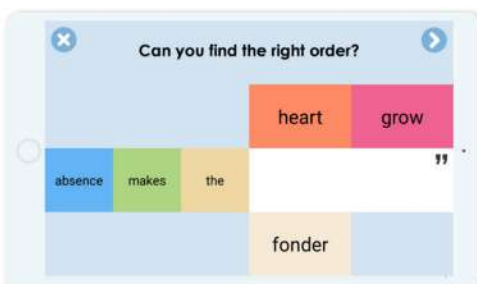 Can you find the right order?
heart grow
absence makes the ”
fonder